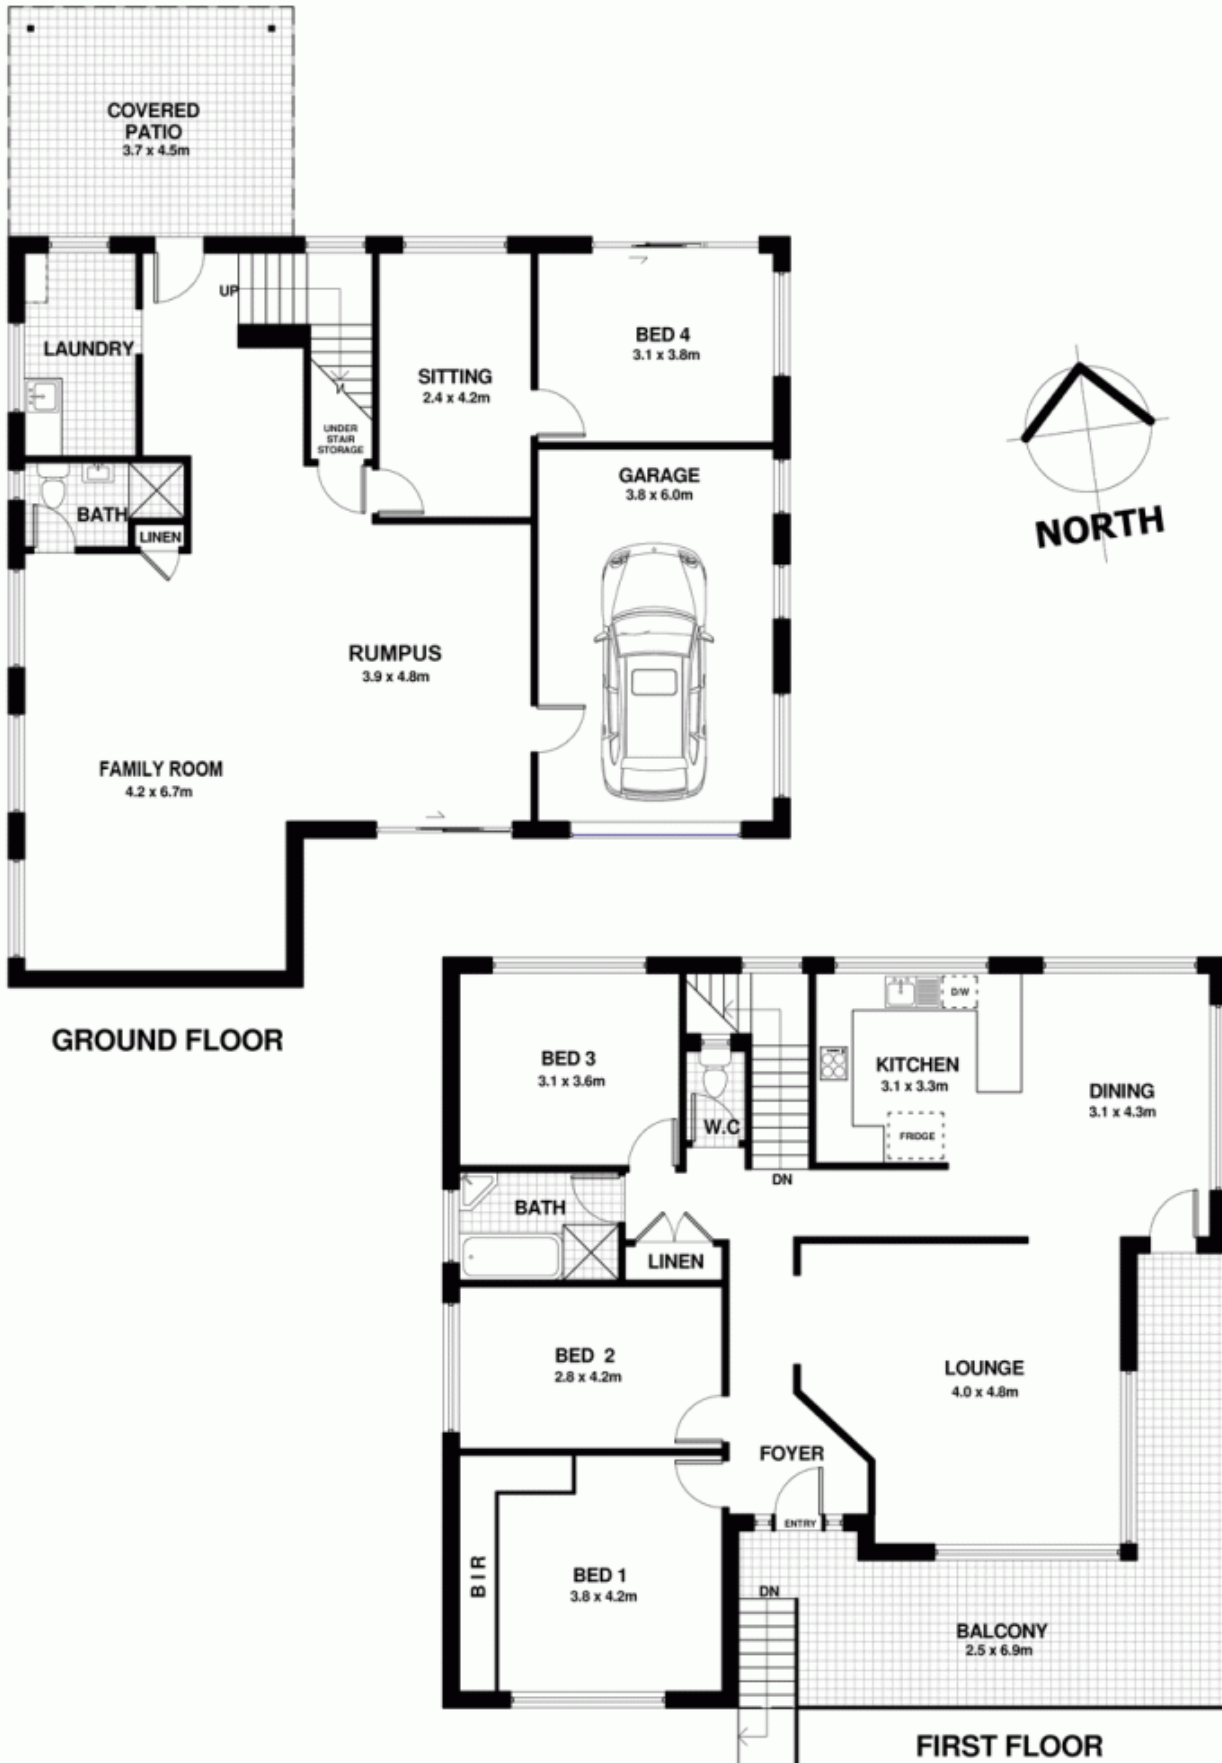 COVERED
PATIO
3.7 x 4.5m
UP
LAUNDRY
SITTING
2.4 x 4.2m
BED 4
3.1 x 3.8m
UNDER
STAIR
STORAGE
GARAGE
3.8 x 6.0m
BATH
LINEN
NORTH
RUMPUS
3.9 x 4.8m
FAMILY ROOM
4.2 x 6.7m
GROUND FLOOR
BED 3
3.1 x 3.6m
D/W
KITCHEN
3.1 x 3.3m
DINING
3.1 x 4.3m
W.C
FRIDGE
DN
BATH
LINEN
BED 2
2.8 x 4.2m
LOUNGE
4.0 x 4.8m
FOYER
ENTRY
BIR
BED 1
3.8 x 4.2m
DN
BALCONY
2.5 x 6.9m
FIRST FLOOR